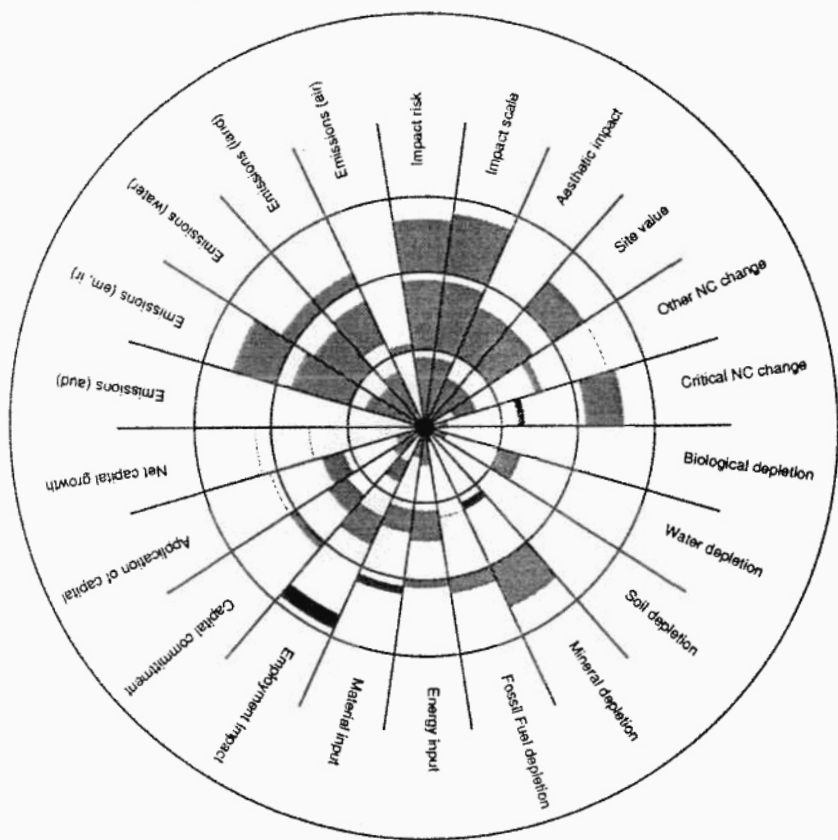 Impact risk
Impact scale
Aesthetic impact
Site value
Other NC change
Critical NC change
Biological depletion
Water depletion
Soil depletion
Mineral depletion
Fossil Fuel depletion
Energy input
Material input
Employment impact
Capital commitment
Application of capital
Net capital growth
Emissions (aud)
Emissions (em, ir)
Emissions (water)
Emissions (land)
Emissions (air)